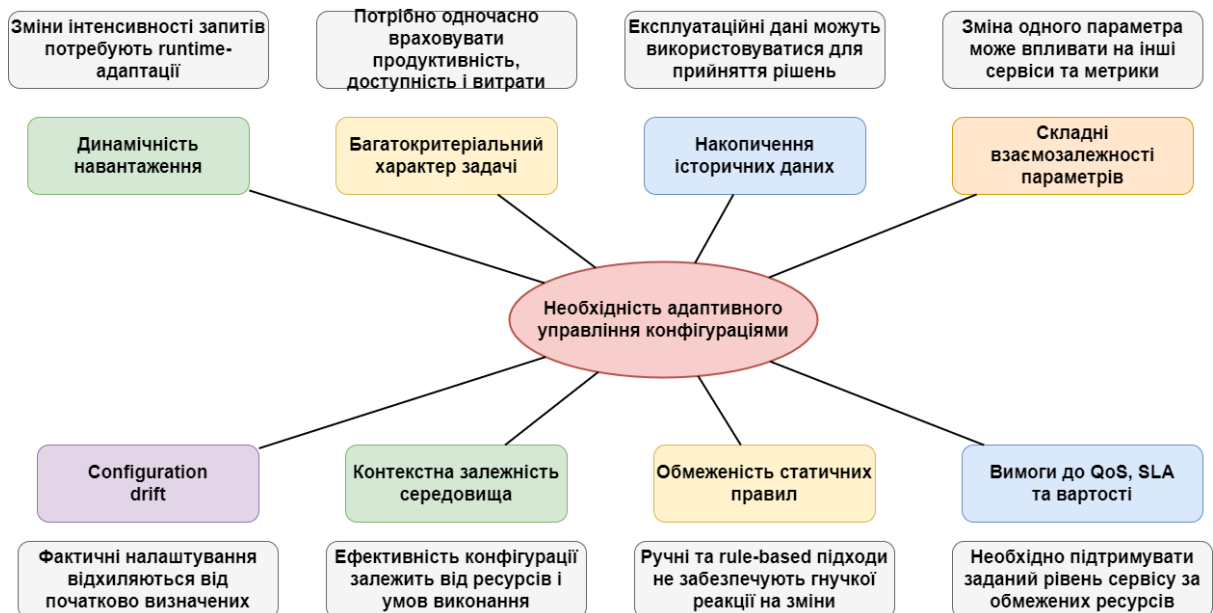 Зміни інтенсивності запитів
потребують runtime-
адаптації
Потрібно одночасно
враховувати
продуктивність,
доступність і витрати
Експлуатаційні дані можуть
використовуватися для
прийняття рішень
Зміна одного параметра
може впливати на інші
сервіси та метрики
Динамічність
навантаження
Багатокритеріальний
характер задачі
Накопичення
історичних даних
Складні
взаємозалежності
параметрів
Необхідність адаптивного
управління конфігураціями
Configuration
drift
Контекстна залежність
середовища
Обмеженість статичних
правил
Вимоги до QoS, SLA
та вартості
Фактичні налаштування
відхиляються від
початково визначених
Ефективність конфігурації
залежить від ресурсів і
умов виконання
Ручні та rule-based підходи
не забезпечують гнучкої
реакції на зміни
Необхідно підтримувати
заданий рівень сервісу за
обмежених ресурсів